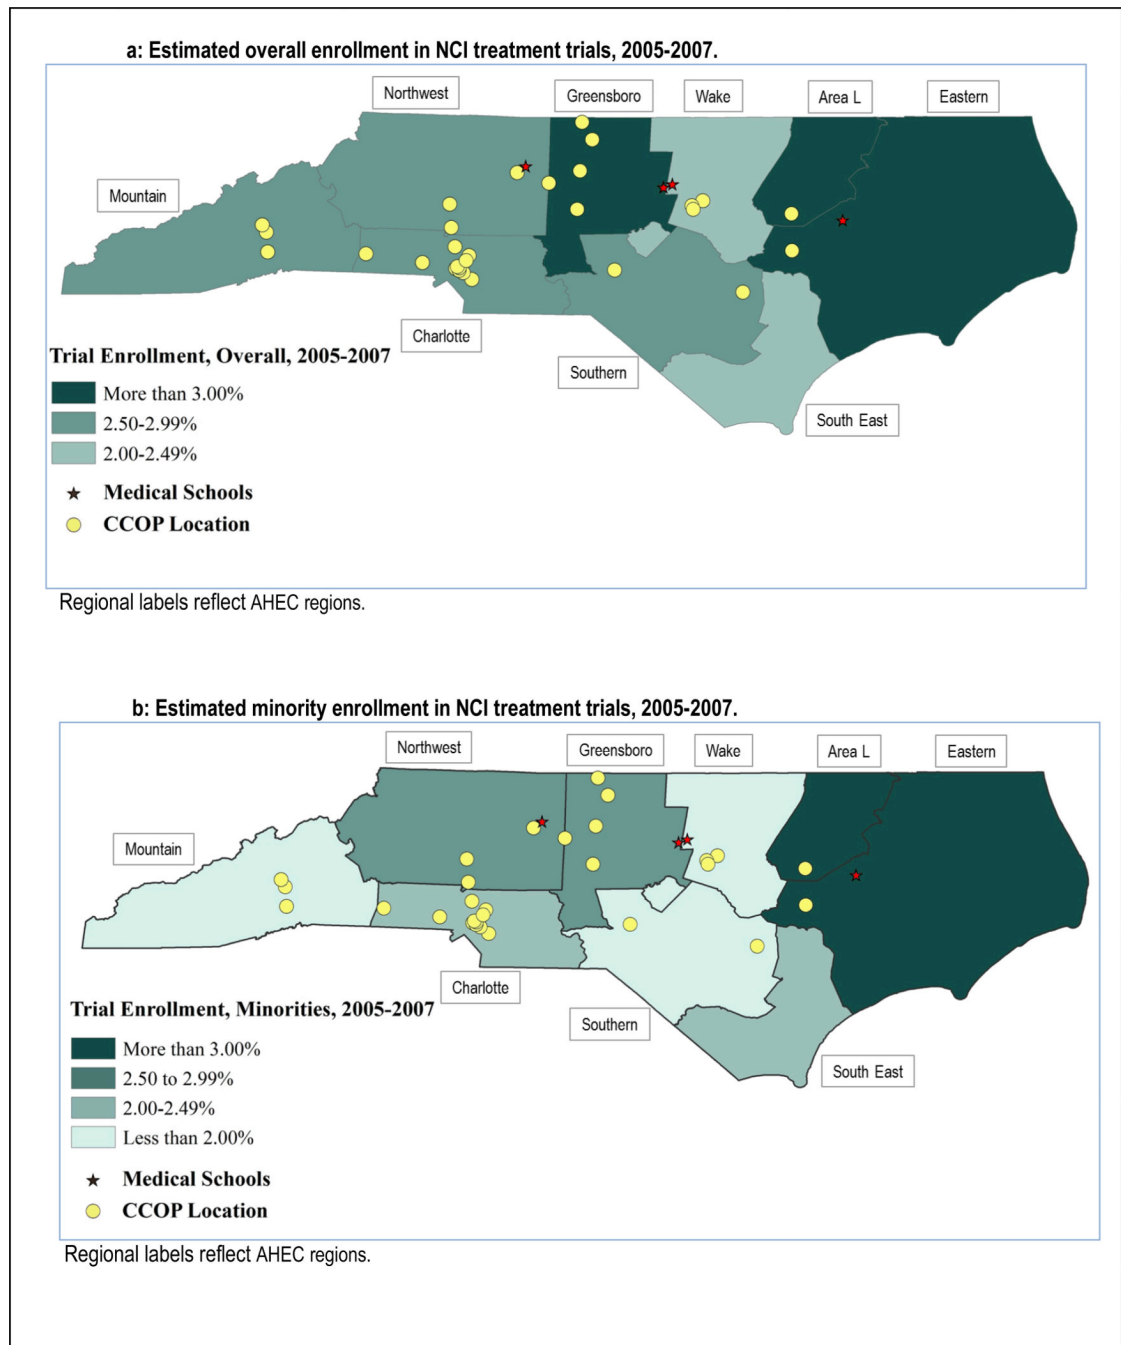 a: Estimated overall enrollment in NCI treatment trials, 2005-2007.
Northwest
Greensboro
Wake
Area L
Eastern
Mountain
Charlotte
Southern
South East
Trial Enrollment, Overall, 2005-2007
More than 3.00%
2.50-2.99%
2.00-2.49%
Medical Schools
CCOP Location
Regional labels reflect AHEC regions.
b: Estimated minority enrollment in NCI treatment trials, 2005-2007.
Northwest
Greensboro
Wake
Area L
Eastern
Mountain
Charlotte
Southern
South East
Trial Enrollment, Minorities, 2005-2007
More than 3.00%
2.50 to 2.99%
2.00-2.49%
Less than 2.00%
Medical Schools
CCOP Location
Regional labels reflect AHEC regions.